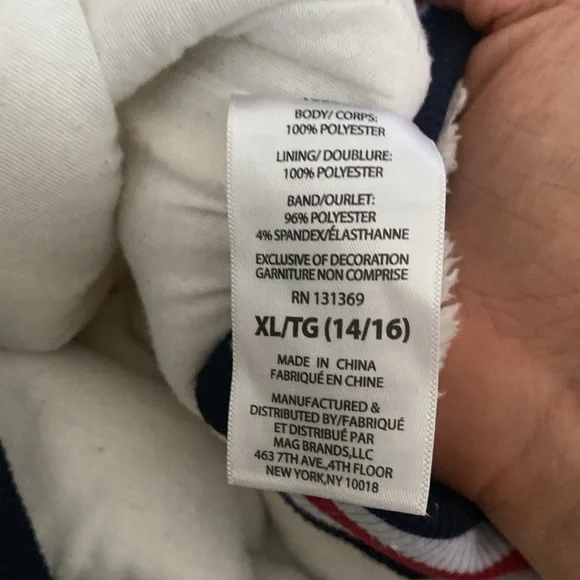 BODY/ CORPS:
100% POLYESTER
LINING/ DOUBLURE:
100% POLYESTER
BAND/OURLET:
96% POLYESTER
4% SPANDEX/ÉLASTHANNE
EXCLUSIVE OF DECORATION
GARNITURE NON COMPRISE
RN 131369
XL/TG (14/16)
MADE IN CHINA
FABRIQUÉ EN CHINE
MANUFACTURED &
DISTRIBUTED BY/FABRIQUÉ
ET DISTRIBUÉ PAR
MAG BRANDS,LLC
463 7TH AVE.,4TH FLOOR
NEW YORK,NY 10018